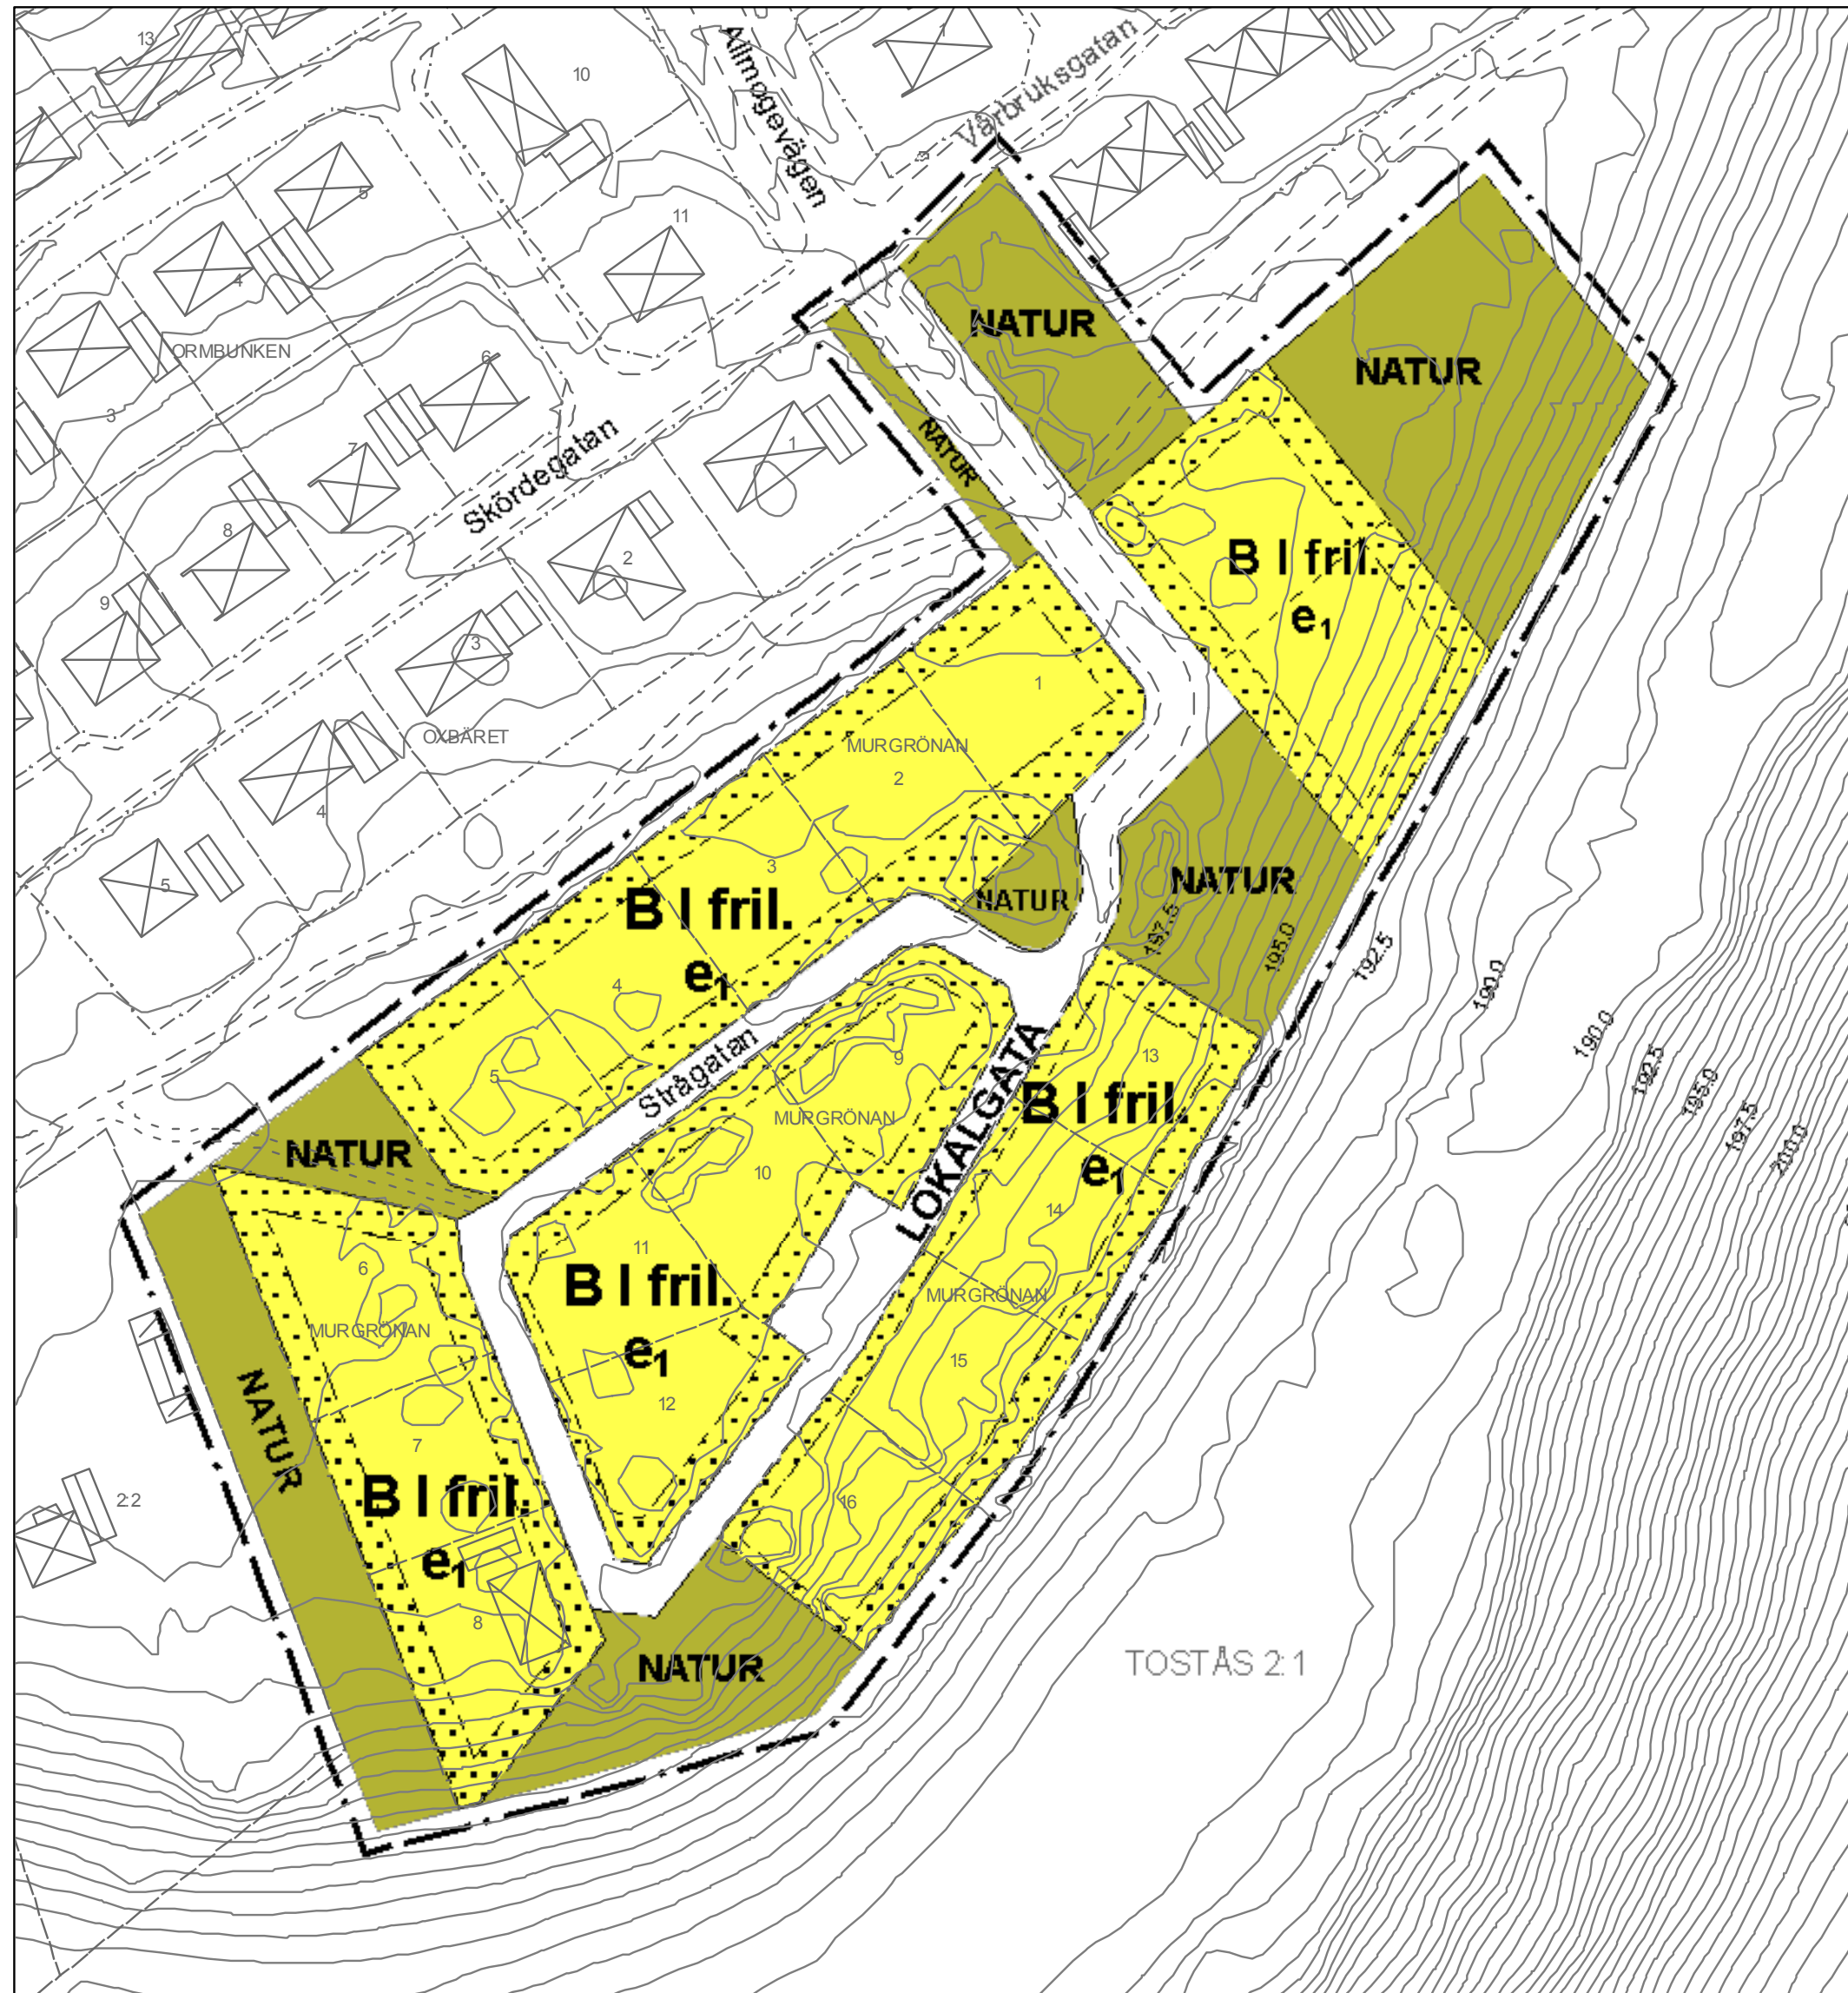 13
10
1
Almogevägen
Vårbruksgatan
5
11
4
ORMBUNKEN
6
3
NATUR
NATUR
7
1
NATUR
Skördegatan
8
2
B I fril.
e1
9
3
1
OXBÄRET
MURGRÖNAN
2
4
3
5
B I fril.
e1
NATUR
NATUR
197.5
195.0
192.5
190.0
4
190.0
192.5
195.0
197.5
200.0
5
Strågatan
9
13
MURGRÖNAN
LOKALGATA
B I fril.
e1
NATUR
10
14
6
11
B I fril.
e1
MURGRÖNAN
MURGRÖNAN
15
NATUR
12
7
22
B I fril.
e1
16
8
NATUR
TOSTÅS 2:1